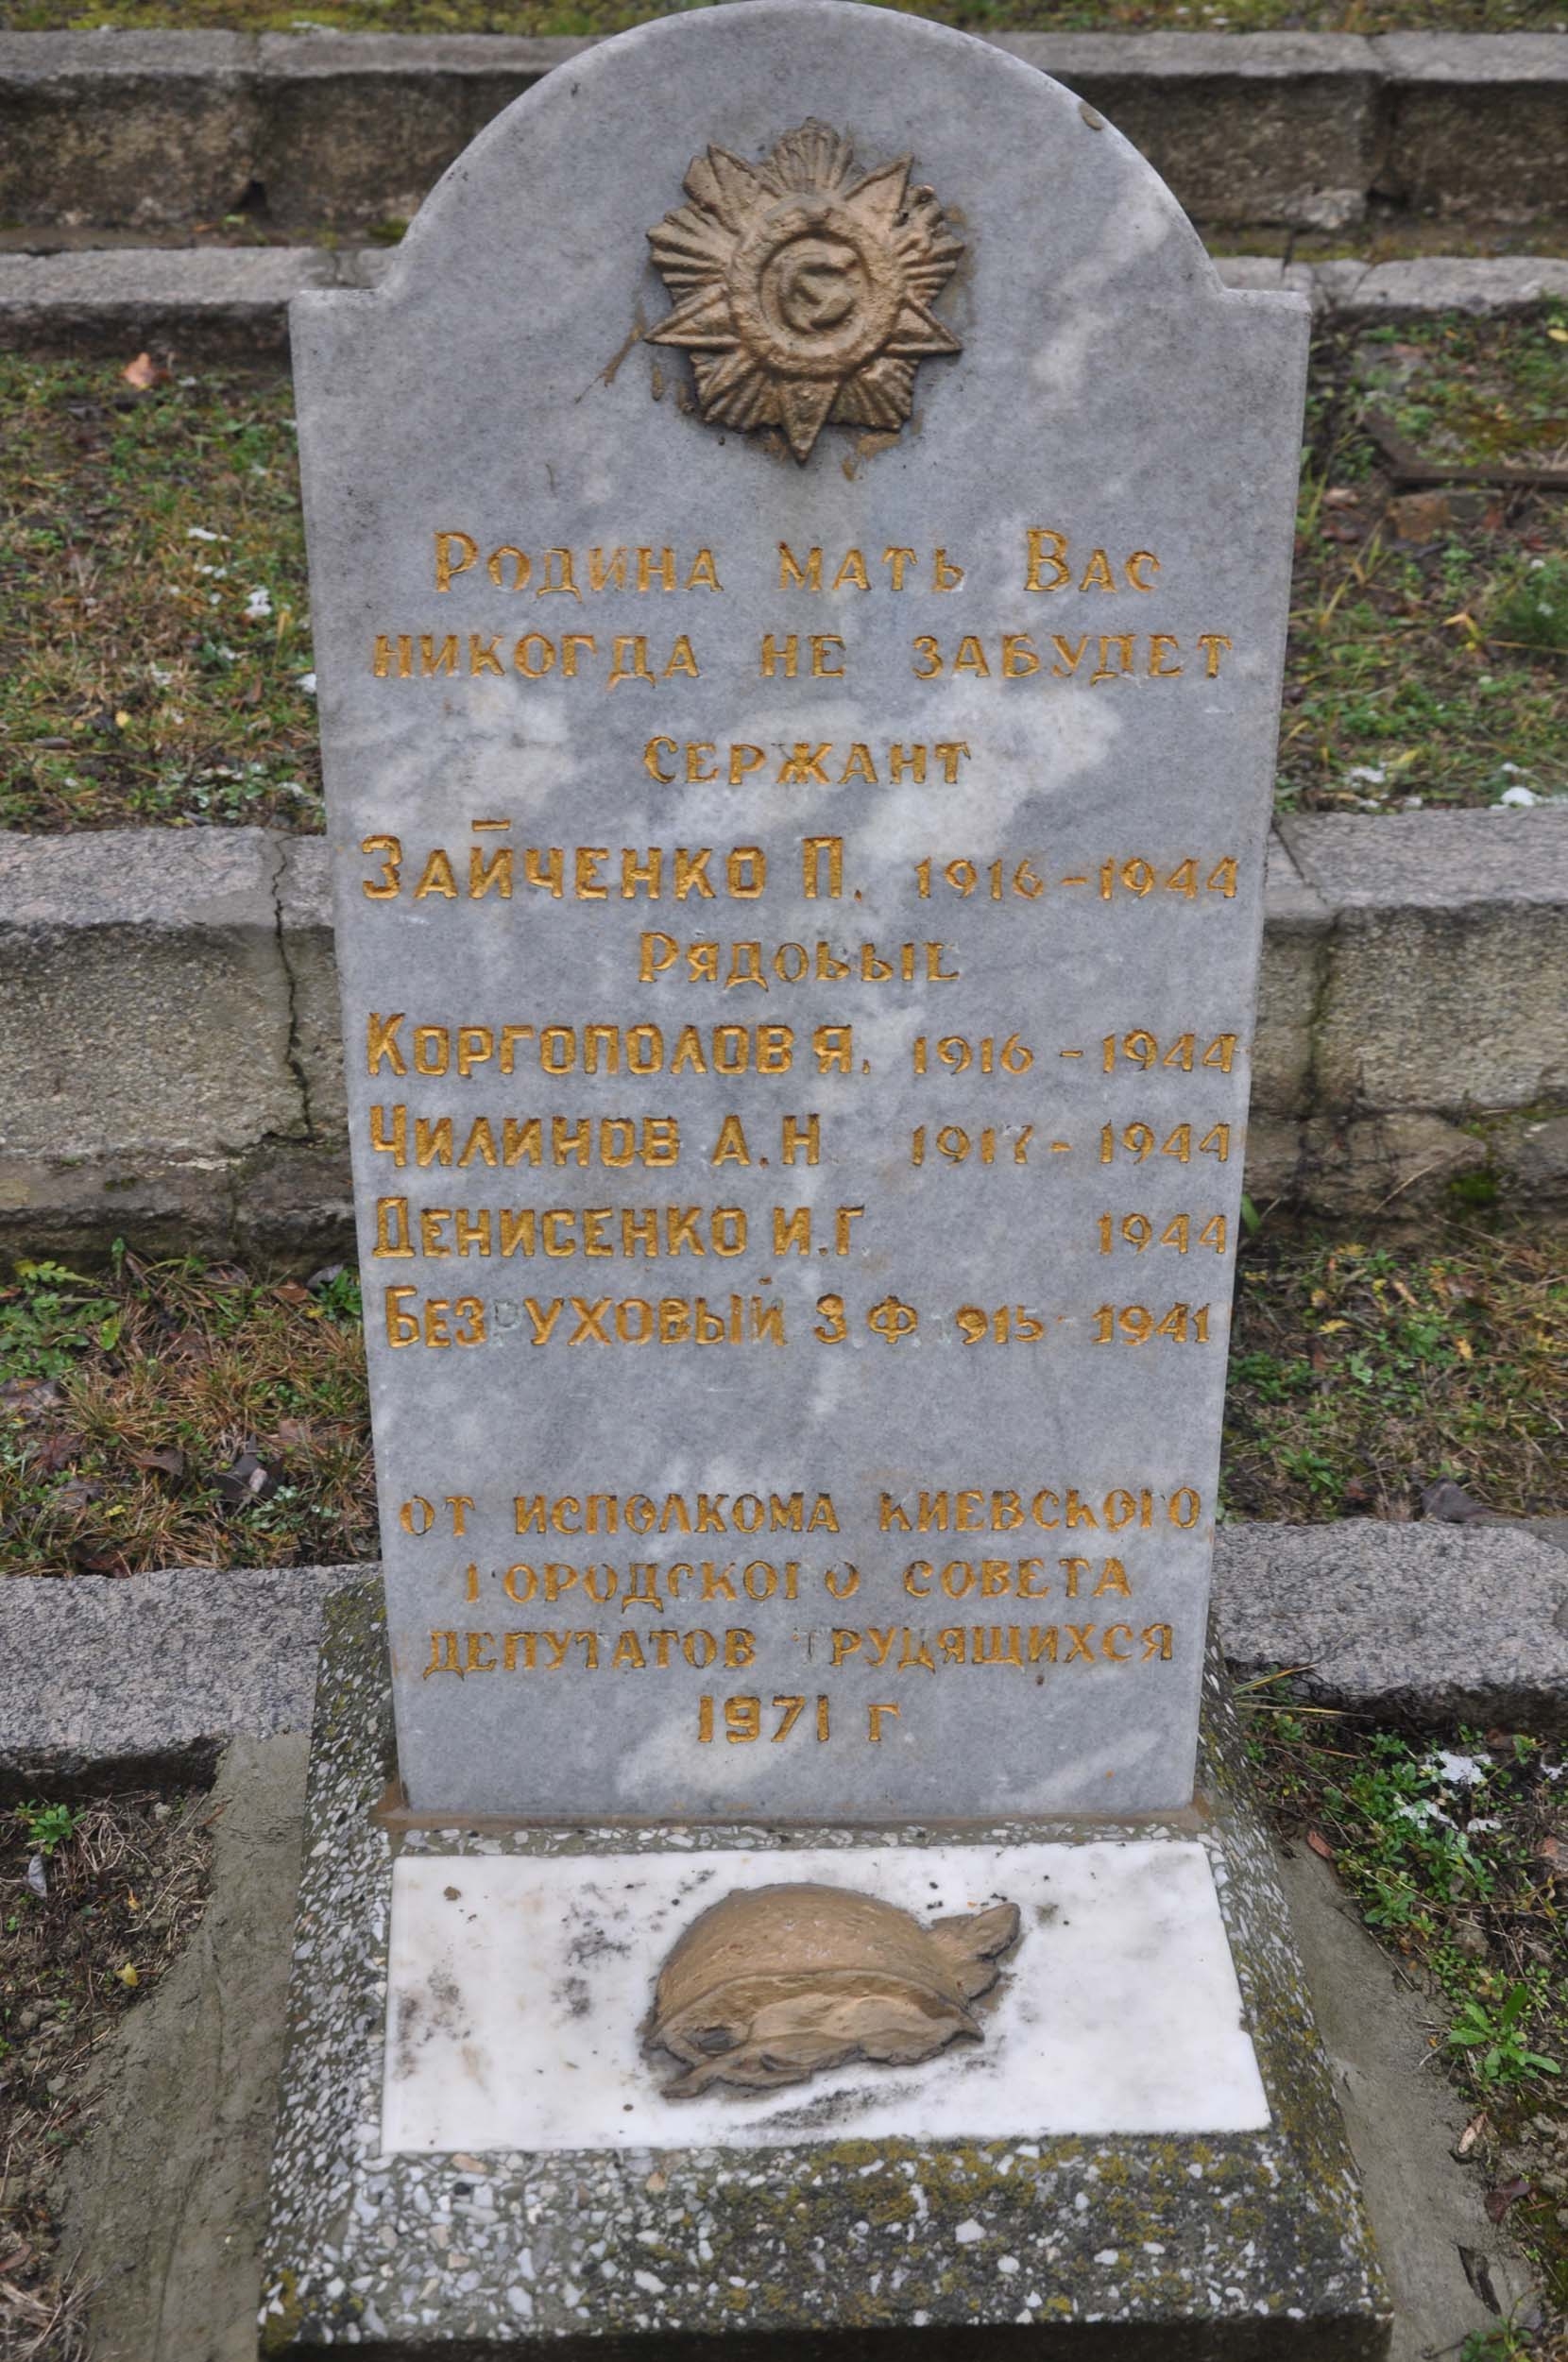 Родина мать Вас
никогда не забудет
Сержант
Зайченко П. 1916-1944
Рядовые
Коргополов Я. 1916 - 1944
Чилинов А.Н 1917 - 1944
Денисенко И.Г 1944
Безруховый З Ф 1915 - 1941
от исполкома Киевского
городского совета
депутатов трудящихся
1971 г